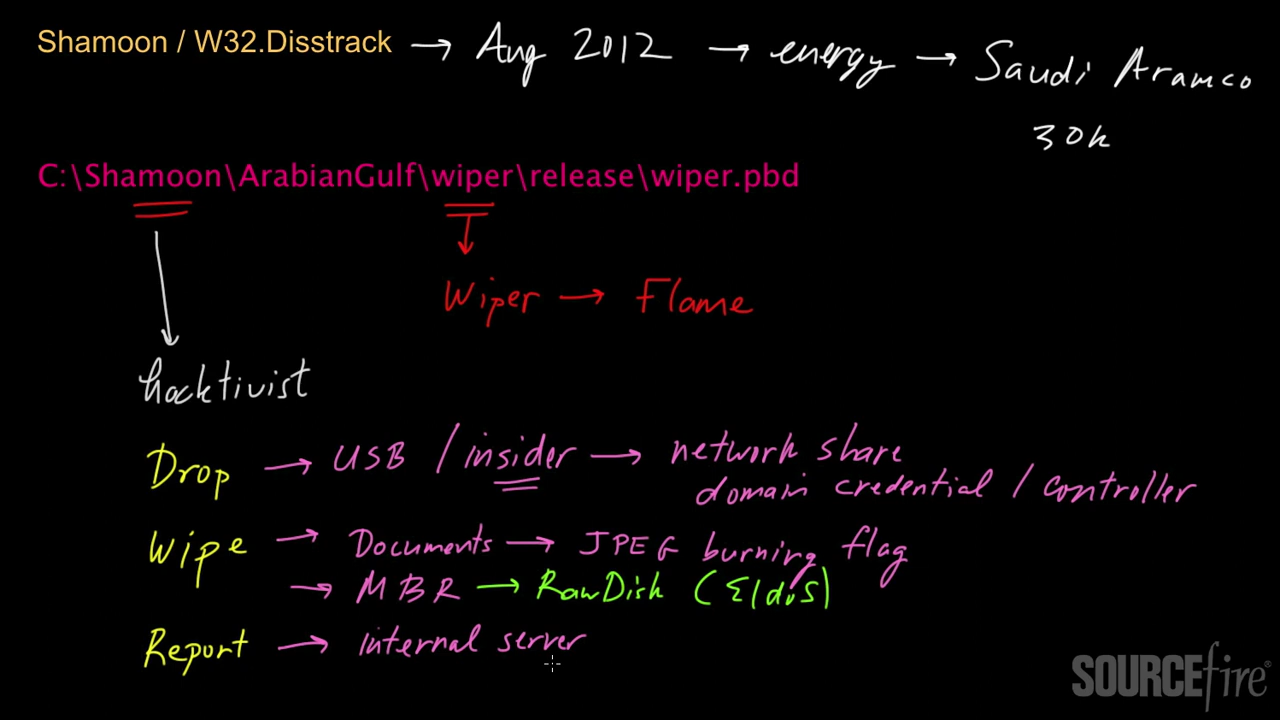 Shamoon / W32.Disstrack → Aug 2012 → energy → Saudi Aramco
30k
C:\Shamoon\ArabianGulf\wiper\release\wiper.pbd
Wiper → Flame
hacktivist
Drop → USB / insider → network share
domain credential / controller
Wipe → Documents → JPEG burning flag
→ MBR → RawDisk (EldoS)
Report → internal server
SOURCEfire